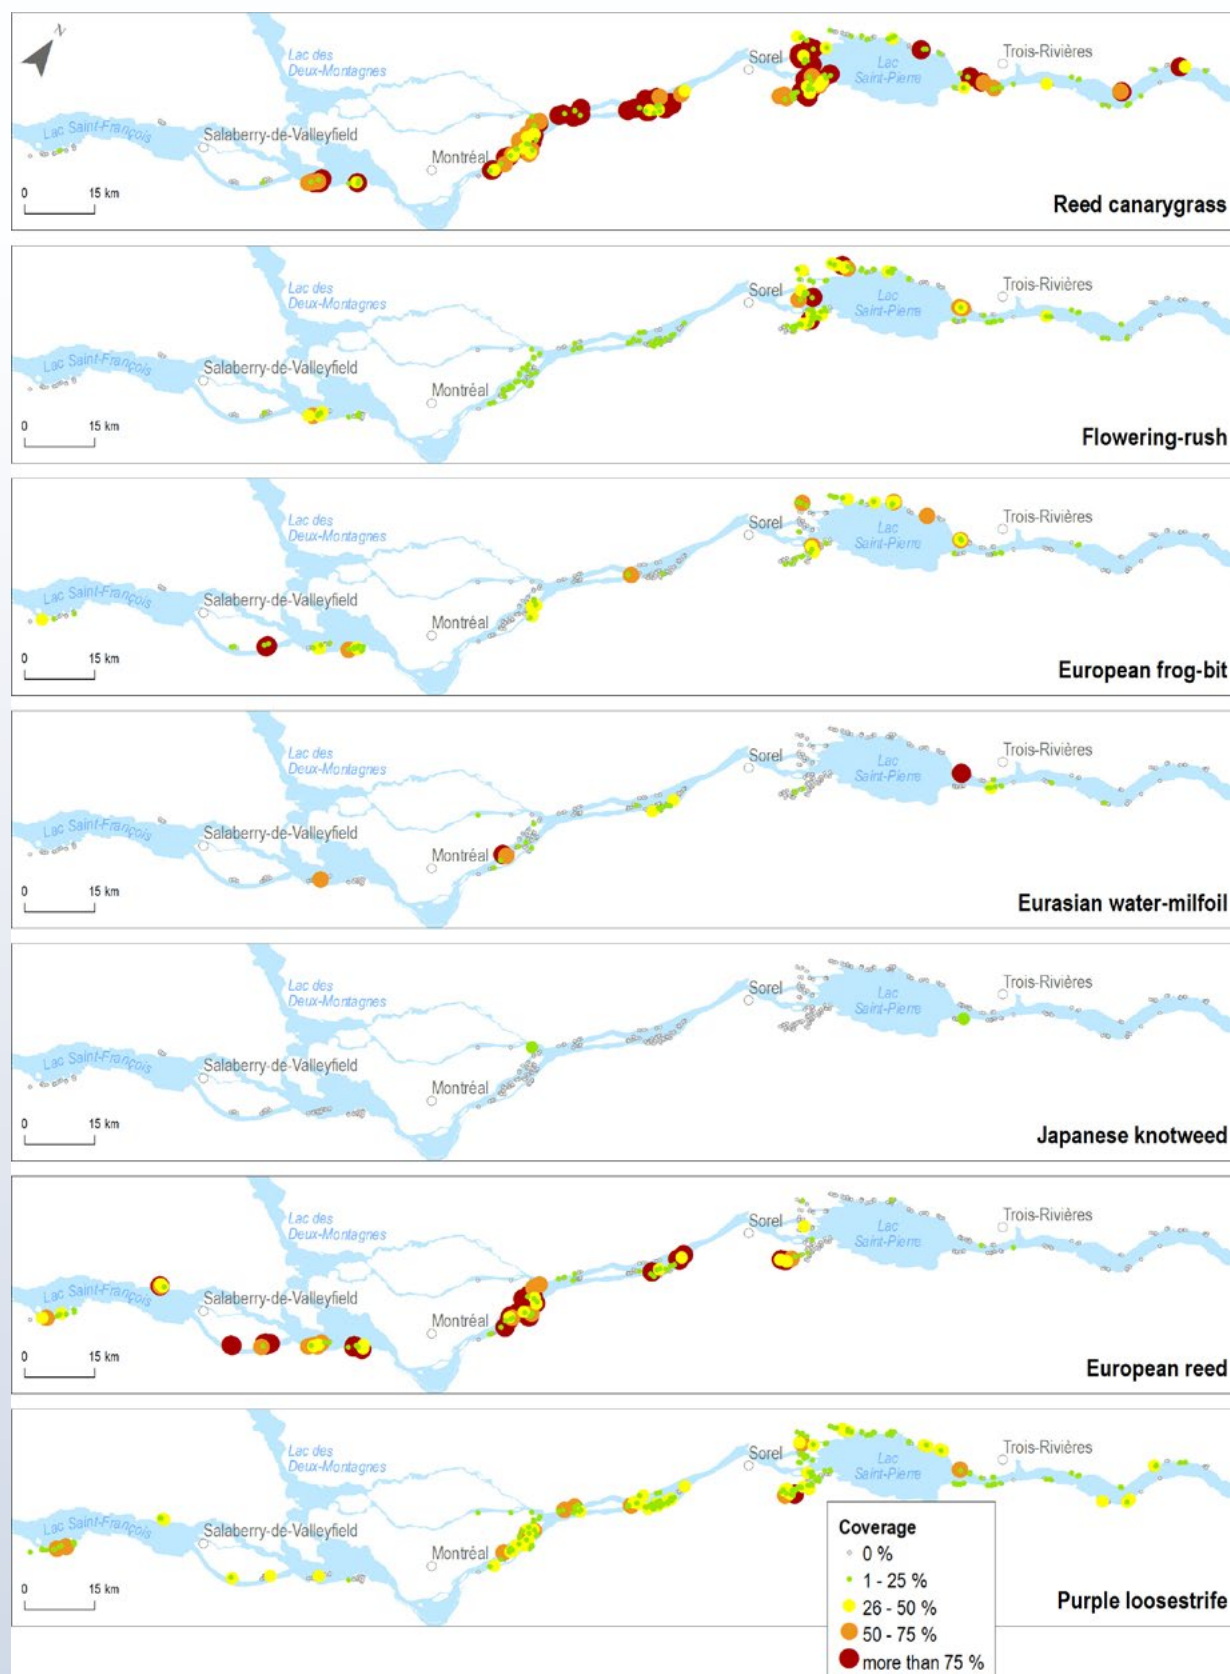 N
Lac des
Deux-Montagnes
Sorel
Trois-Rivières
Lac
Saint-Pierre
Lac Saint-François
Salaberry-de-Valleyfield
Montréal
0 15 km
Reed canarygrass
Lac des
Deux-Montagnes
Sorel
Trois-Rivières
Lac
Saint-Pierre
Lac Saint-François
Salaberry-de-Valleyfield
Montréal
0 15 km
Flowering-rush
Lac des
Deux-Montagnes
Sorel
Trois-Rivières
Lac
Saint-Pierre
Lac Saint-François
Salaberry-de-Valleyfield
Montréal
0 15 km
European frog-bit
Lac des
Deux-Montagnes
Sorel
Trois-Rivières
Lac
Saint-Pierre
Lac Saint-François
Salaberry-de-Valleyfield
Montréal
0 15 km
Eurasian water-milfoil
Lac des
Deux-Montagnes
Sorel
Trois-Rivières
Lac
Saint-Pierre
Lac Saint-François
Salaberry-de-Valleyfield
Montréal
0 15 km
Japanese knotweed
Lac des
Deux-Montagnes
Sorel
Trois-Rivières
Lac
Saint-Pierre
Lac Saint-François
Salaberry-de-Valleyfield
Montréal
0 15 km
European reed
Lac des
Deux-Montagnes
Sorel
Trois-Rivières
Lac
Saint-Pierre
Lac Saint-François
Salaberry-de-Valleyfield
Montréal
0 15 km
Purple loosestrife
Coverage
0 %
1 - 25 %
26 - 50 %
50 - 75 %
more than 75 %